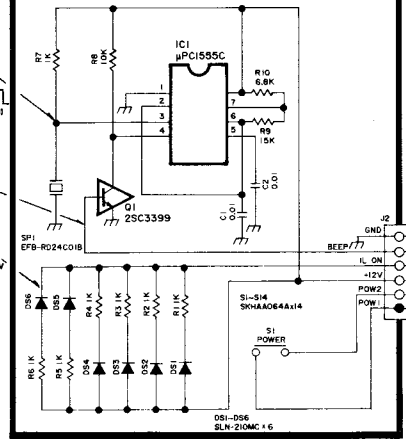 IC1
μPC1555C
R7
1K
R8
10K
R10
6.8K
1
2
3
4
7
6
5
R9
15K
C2
0.01
C1
0.01
Q1
2SC3399
SP1
EFB-RD24C01B
J2
GND
BEEP
IL ON
+12V
POW2
POW1
S1-S14
SKHAA064A×14
S1
POWER
DS6
DS5
R4 1K
R3 1K
R2 1K
R1 1K
R6 1K
R5 1K
DS4
DS3
DS2
DS1
DS1-DS6
SLN-210MC×6